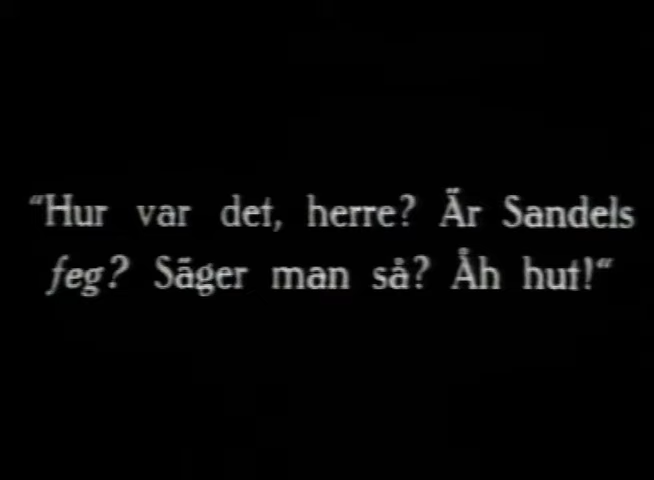 “Hur var det, herre? Är Sandels
feg? Säger man så? Åh hut!“